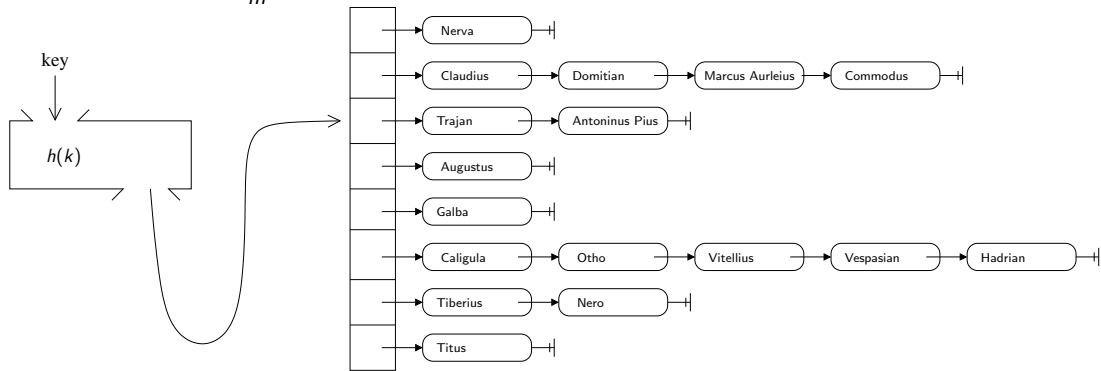 m
Nerva
key
Claudius Domitian Marcus Aurleius Commodus
Trajan Antoninus Pius
h(k)
Augustus
Galba
Caligula Otho Vitellius Vespasian Hadrian
Tiberius Nero
Titus